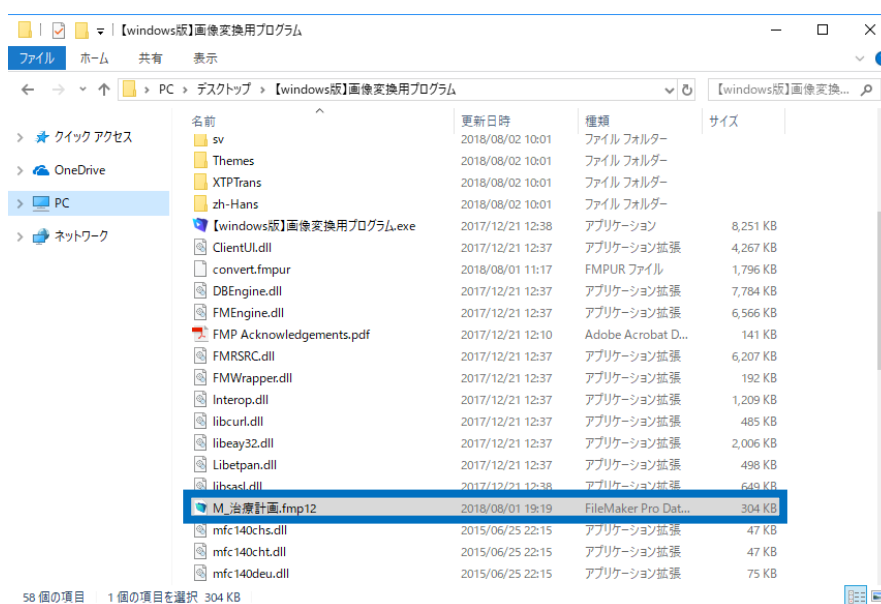 【windows版】画像変換用プログラム
ファイル ホーム 共有 表示
PC デスクトップ 【windows版】画像変換用プログラム 【windows版】画像変換...
名前 更新日時 種類 サイズ
クイック アクセス
OneDrive
PC
ネットワーク
sv 2018/08/02 10:01 ファイル フォルダー
Themes 2018/08/02 10:01 ファイル フォルダー
XTPTrans 2018/08/02 10:01 ファイル フォルダー
zh-Hans 2018/08/02 10:01 ファイル フォルダー
【windows版】画像変換用プログラム.exe 2017/12/21 12:38 アプリケーション 8,251 KB
ClientUI.dll 2017/12/21 12:37 アプリケーション拡張 4,267 KB
convert.fmpur 2018/08/01 11:17 FMPUR ファイル 1,796 KB
DBEngine.dll 2017/12/21 12:37 アプリケーション拡張 7,784 KB
FMEngine.dll 2017/12/21 12:37 アプリケーション拡張 6,566 KB
FMP Acknowledgements.pdf 2017/12/21 12:10 Adobe Acrobat D... 141 KB
FMRSRC.dll 2017/12/21 12:37 アプリケーション拡張 6,207 KB
FMWrapper.dll 2017/12/21 12:37 アプリケーション拡張 192 KB
Interop.dll 2017/12/21 12:37 アプリケーション拡張 1,209 KB
libcurl.dll 2017/12/21 12:37 アプリケーション拡張 485 KB
libeay32.dll 2017/12/21 12:37 アプリケーション拡張 2,006 KB
Libetpan.dll 2017/12/21 12:37 アプリケーション拡張 498 KB
libsasl.dll 2017/12/21 12:38 アプリケーション拡張 649 KB
M_治療計画.fmp12 2018/08/01 19:19 FileMaker Pro Dat... 304 KB
mfc140chs.dll 2015/06/25 22:15 アプリケーション拡張 47 KB
mfc140cht.dll 2015/06/25 22:15 アプリケーション拡張 47 KB
mfc140deu.dll 2015/06/25 22:15 アプリケーション拡張 75 KB
58 個の項目 1 個の項目を選択 304 KB